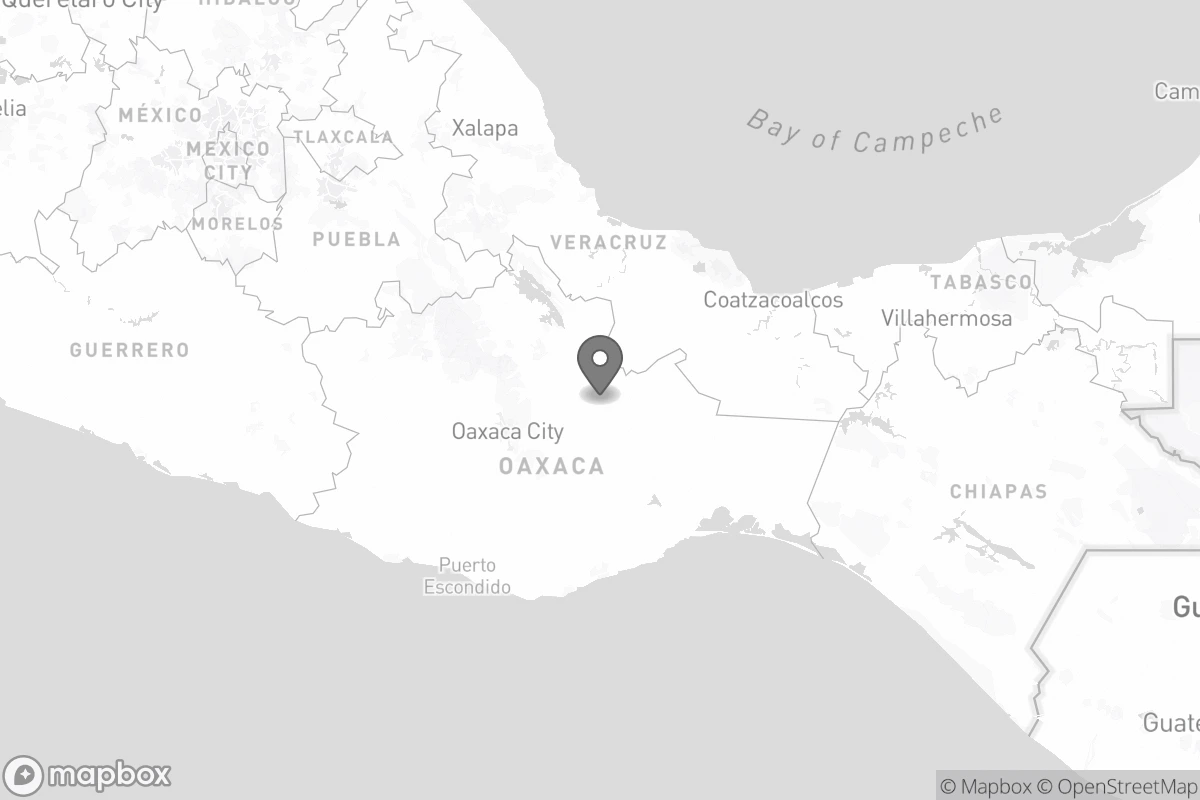 Querétaro City
HIDALGO
elia
MÉXICO
TLAXCALA
MEXICO
CITY
Xalapa
Bay of Campeche
Cam
MORELOS
PUEBLA
VERACRUZ
TABASCO
Coatzacoalcos
Villahermosa
GUERRERO
Oaxaca City
OAXACA
CHIAPAS
Puerto
Escondido
Gu
Guate
mapbox
© Mapbox © OpenStreetMap